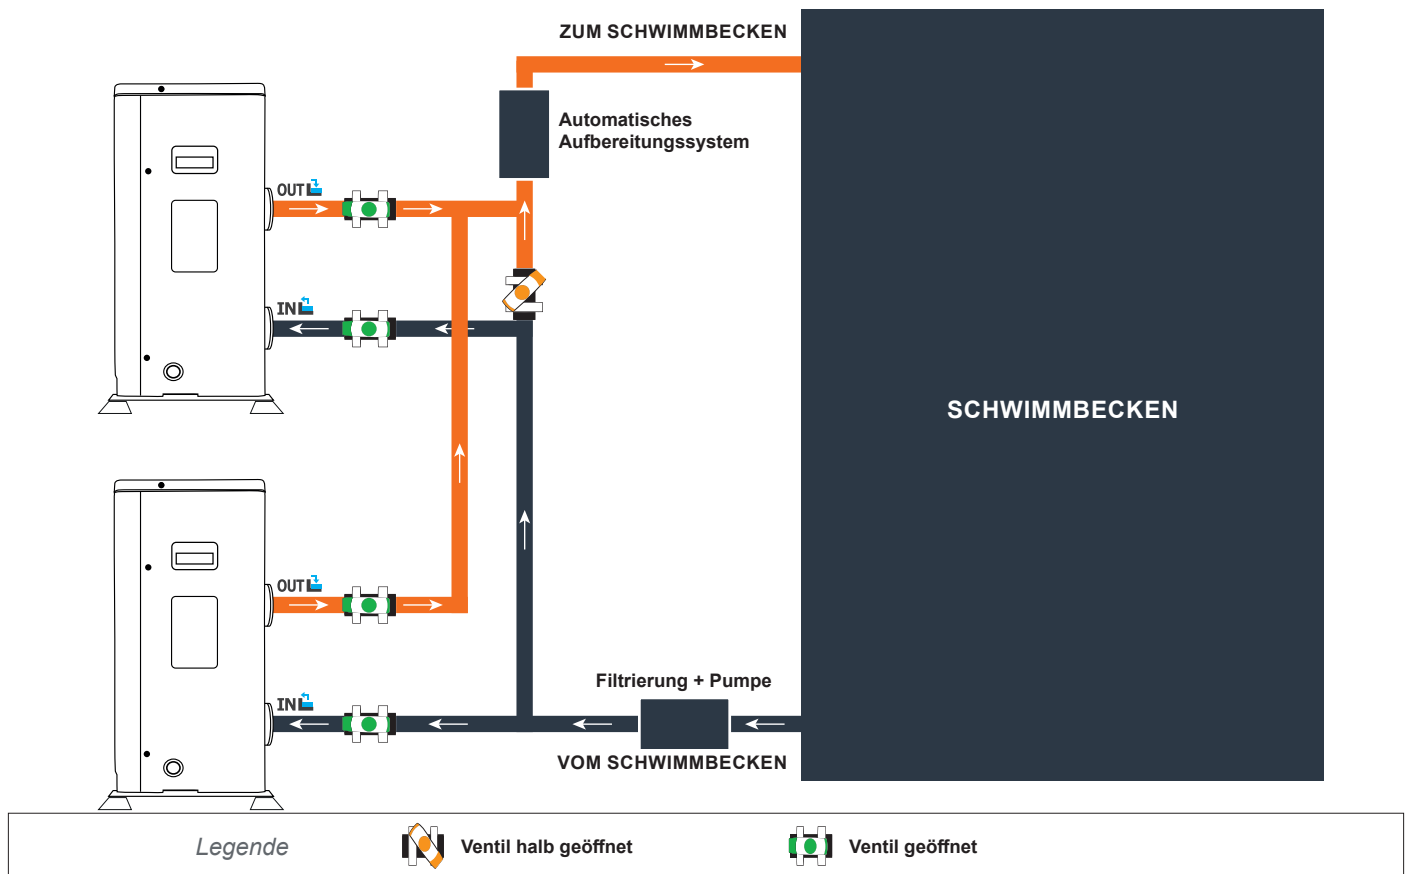 ZUM SCHWIMMBECKEN
Automatisches
Aufbereitungssystem
OUT
IN
SCHWIMMBECKEN
OUT
IN
Filtrierung + Pumpe
VOM SCHWIMMBECKEN
Legende
Ventil halb geöffnet
Ventil geöffnet